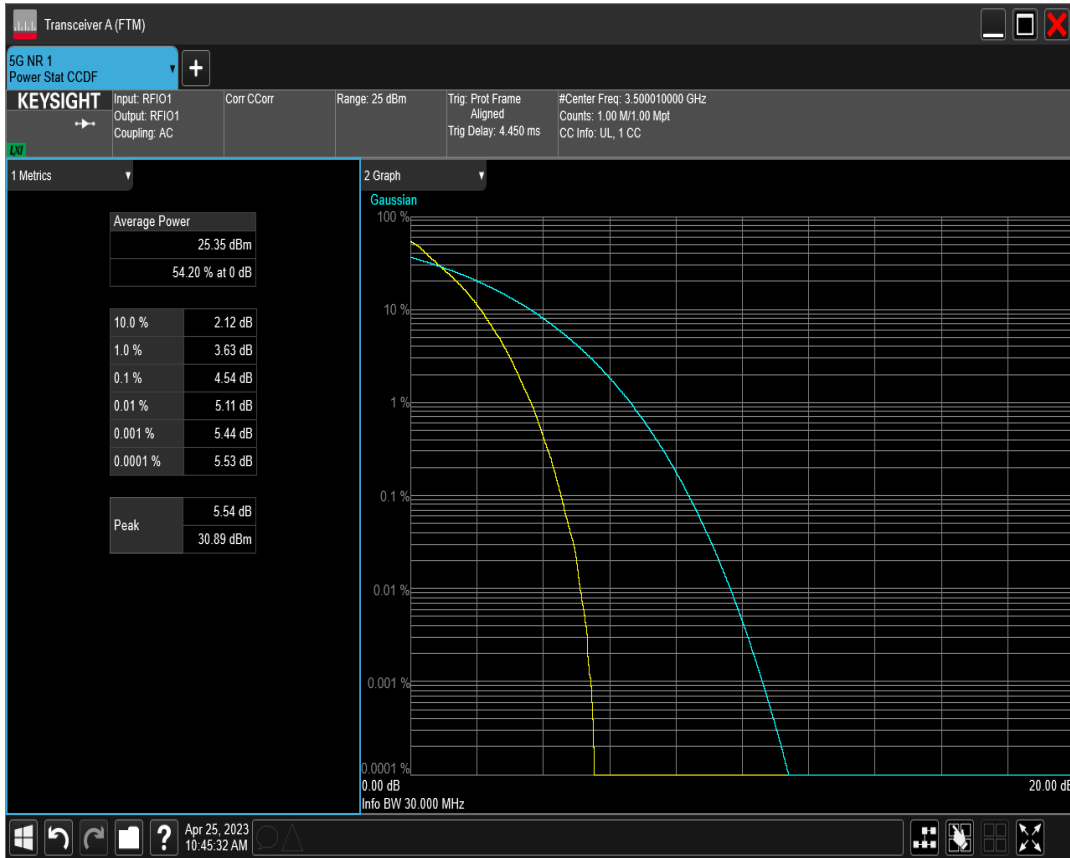 Transceiver A (FTM)
5G NR 1
Power Stat CCDF
+
KEYSIGHT
LXI
Input: RFIO1
Output: RFIO1
Coupling: AC
Corr CCorr
Range: 25 dBm
Trig: Prot Frame
Aligned
Trig Delay: 4.450 ms
#Center Freq: 3.500010000 GHz
Counts: 1.00 M/1.00 Mpt
CC Info: UL, 1 CC
1 Metrics
Average Power
25.35 dBm
54.20 % at 0 dB
10.0 % 2.12 dB
1.0 % 3.63 dB
0.1 % 4.54 dB
0.01 % 5.11 dB
0.001 % 5.44 dB
0.0001 % 5.53 dB
Peak
5.54 dB
30.89 dBm
2 Graph
Gaussian
100 %
10 %
1 %
0.1 %
0.01 %
0.001 %
0.0001 %
0.00 dB 20.00 dB
Info BW 30.000 MHz
?
Apr 25, 2023
10:45:32 AM